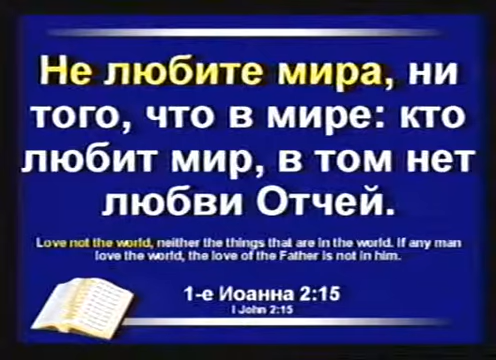 Не любите мира, ни
того, что в мире: кто
любит мир, в том нет
любви Отчей.
Love not the world, neither the things that are in the world. If any man
love the world, the love of the Father is not in him.
1-е Иоанна 2:15
I John 2:15